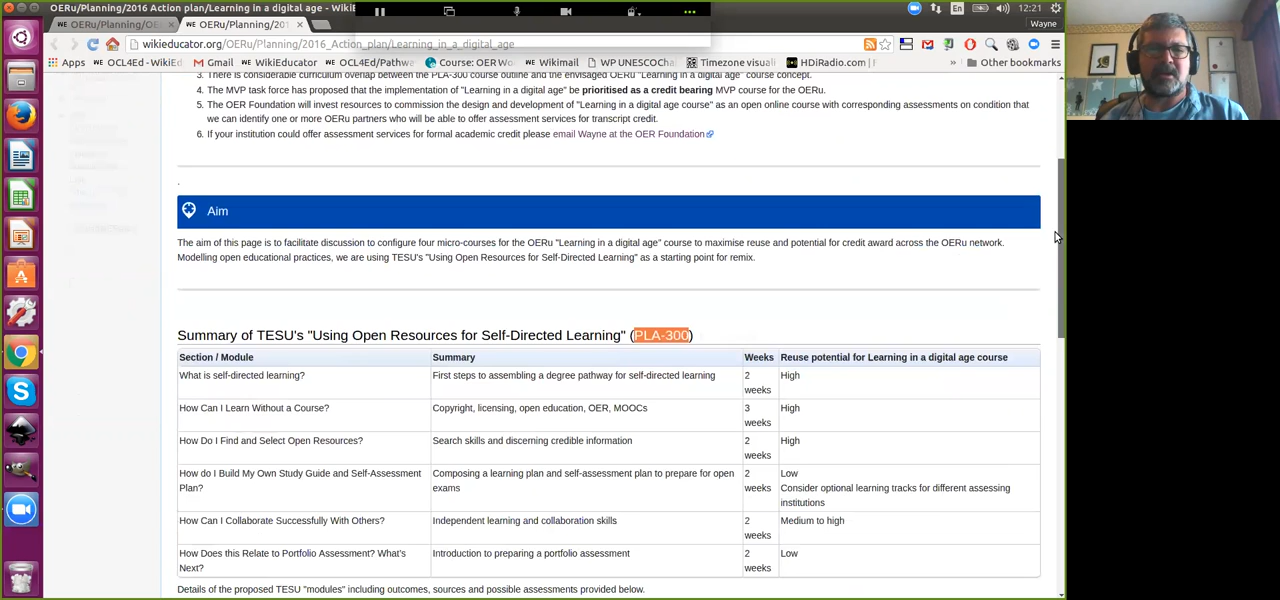 OERu/Planning/2016 Action plan/Learning in a digital age - WikiE
12:21
En
WE OERu/Planning/2016 Ac
WE OERu/Planning/201
Wayne
wikieducator.org/OERu/Planning/2016_Action_plan/Learning_in_a_digital_age
Apps
WE OCL4Ed - WikiEd
Gmail
WE WikiEducator
WE OCL4Ed/Pathw
Course: OER Wo
WE Wikimail
WP UNESCOChai
Timezone visuali
HDiRadio.com | F
» Other bookmarks
3. There is considerable curriculum overlap between the PLA-300 course outline and the envisaged OERu "Learning in a digital age" course concept.
4. The MVP task force has proposed that the implementation of "Learning in a digital age" be prioritised as a credit bearing MVP course for the OERu.
5. The OER Foundation will invest resources to commission the design and development of "Learning in a digital age course" as an open online course with corresponding assessments on condition that
we can identify one or more OERu partners who will be able to offer assessment services for transcript credit.
6. If your institution could offer assessment services for formal academic credit please email Wayne at the OER Foundation
.
Aim
The aim of this page is to facilitate discussion to configure four micro-courses for the OERu "Learning in a digital age" course to maximise reuse and potential for credit award across the OERu network.
Modelling open educational practices, we are using TESU's "Using Open Resources for Self-Directed Learning" as a starting point for remix.
Summary of TESU's "Using Open Resources for Self-Directed Learning" (PLA-300)
Section / Module Summary Weeks Reuse potential for Learning in a digital age course
What is self-directed learning? First steps to assembling a degree pathway for self-directed learning 2 High
weeks
How Can I Learn Without a Course? Copyright, licensing, open education, OER, MOOCs 3 High
weeks
How Do I Find and Select Open Resources? Search skills and discerning credible information 2 High
weeks
How do I Build My Own Study Guide and Self-Assessment Composing a learning plan and self-assessment plan to prepare for open 2 Low
Plan? exams weeks Consider optional learning tracks for different assessing
institutions
How Can I Collaborate Successfully With Others? Independent learning and collaboration skills 2 Medium to high
weeks
How Does this Relate to Portfolio Assessment? What's Introduction to preparing a portfolio assessment 2 Low
Next? weeks
Details of the proposed TESU "modules" including outcomes, sources and possible assessments provided below.